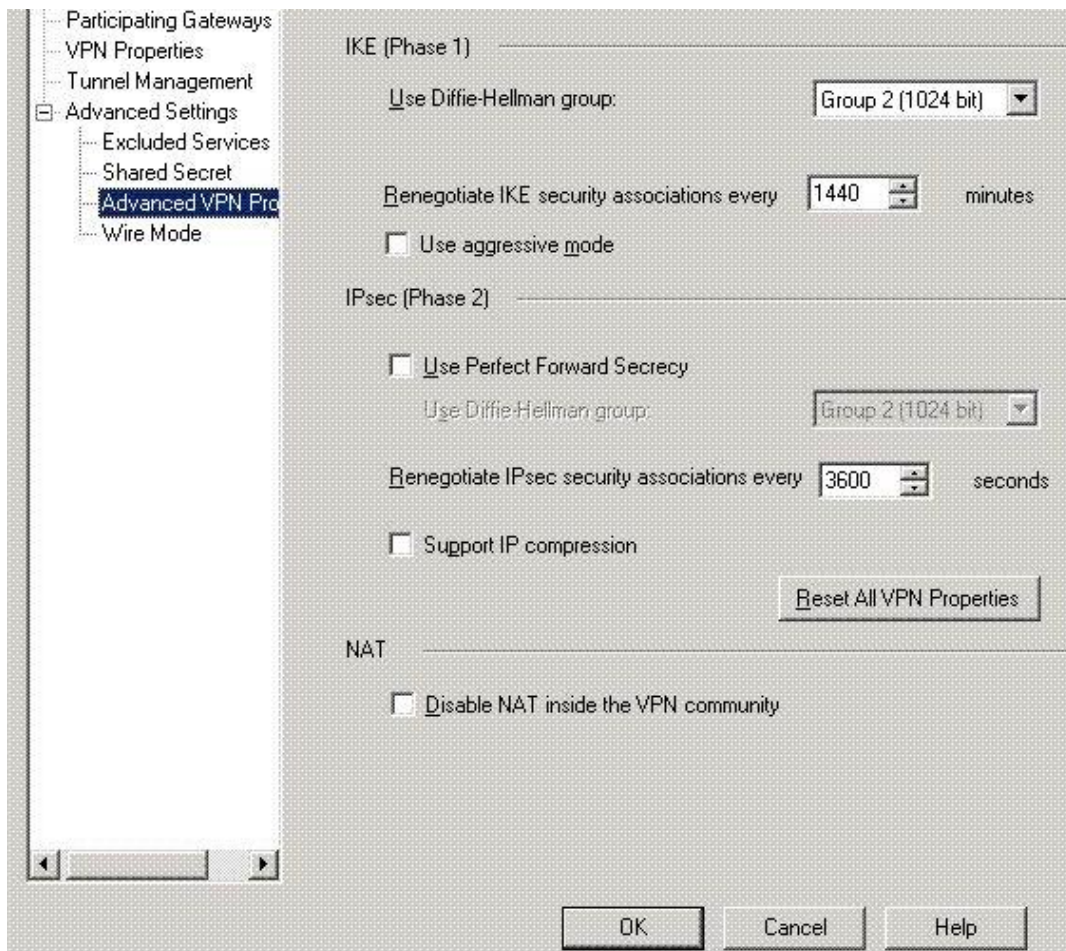 Participating Gateways
VPN Properties
Tunnel Management
Advanced Settings
Excluded Services
Shared Secret
Advanced VPN Pro
Wire Mode
IKE (Phase 1)
Use Diffie-Hellman group: Group 2 (1024 bit)
Renegotiate IKE security associations every 1440 minutes
Use aggressive mode
IPsec (Phase 2)
Use Perfect Forward Secrecy
Use Diffie-Hellman group: Group 2 (1024 bit)
Renegotiate IPsec security associations every 3600 seconds
Support IP compression
Reset All VPN Properties
NAT
Disable NAT inside the VPN community
OK Cancel Help